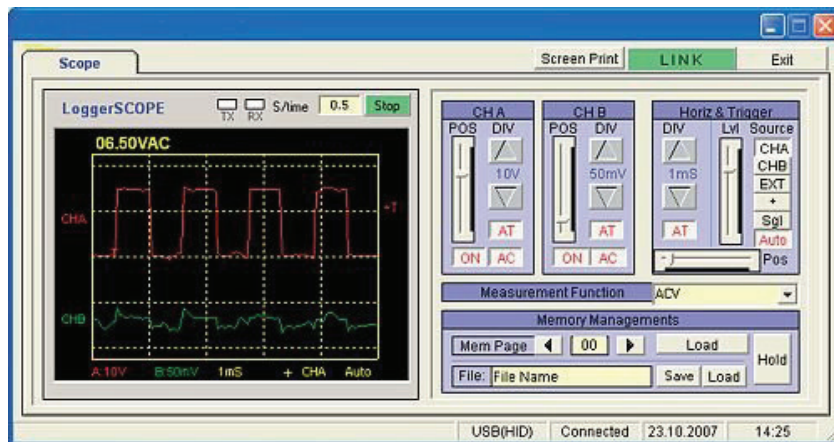 Scope
Screen Print LINK Exit
LoggerSCOPE TX RX S/time 0.5 Stop
06.50VAC
CHA
T
CHB
A:10V B:50mV 1mS + CHA Auto
CH A
POS DIV
10V
AT
ON AC
CH B
POS DIV
50mV
AT
ON AC
Horiz & Trigger
DIV Lvl Source
CHA
CHB
1mS
EXT
+
Sgl
AT
Auto
Pos
Measurement Function ACV
Memory Managements
Mem Page 00 Load
Hold
File: File Name Save Load
USB(HID) Connected 23.10.2007 14:25